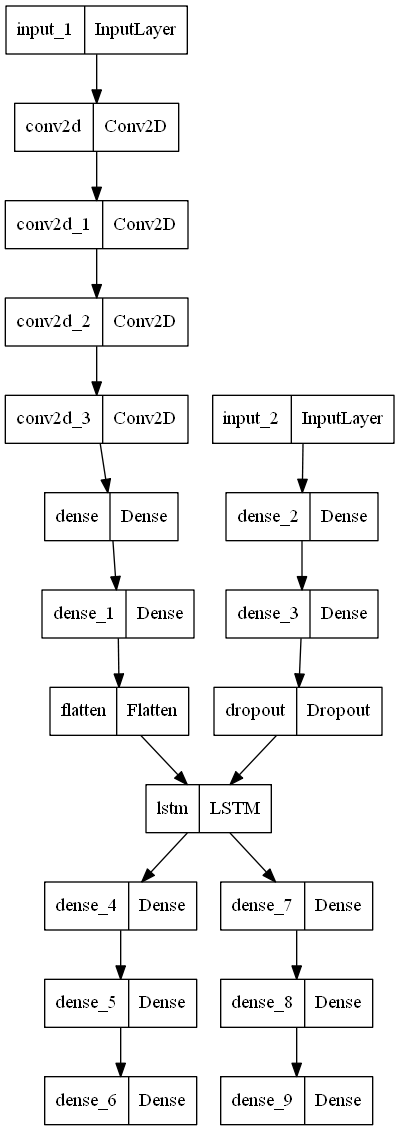 input_1 InputLayer
conv2d Conv2D
conv2d_1 Conv2D
conv2d_2 Conv2D
conv2d_3 Conv2D
input_2 InputLayer
dense Dense
dense_2 Dense
dense_1 Dense
dense_3 Dense
flatten Flatten
dropout Dropout
lstm LSTM
dense_4 Dense
dense_7 Dense
dense_5 Dense
dense_8 Dense
dense_6 Dense
dense_9 Dense